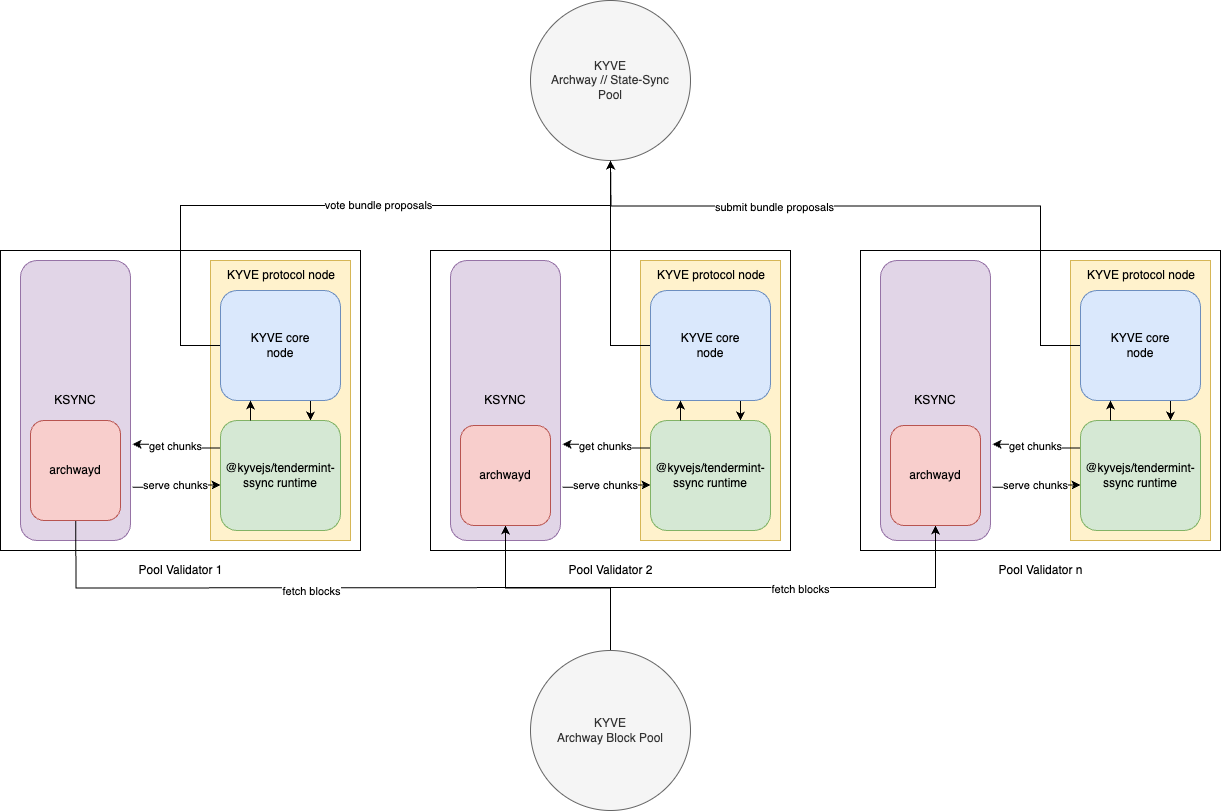 KYVE
Archway // State-Sync
Pool
vote bundle proposals
submit bundle proposals
KYVE protocol node
KYVE core
node
KSYNC
archwayd
get chunks
serve chunks
@kyvejs/tendermint-
ssync runtime
Pool Validator 1
KYVE protocol node
KYVE core
node
KSYNC
archwayd
get chunks
serve chunks
@kyvejs/tendermint-
ssync runtime
Pool Validator 2
KYVE protocol node
KYVE core
node
KSYNC
archwayd
get chunks
serve chunks
@kyvejs/tendermint-
ssync runtime
Pool Validator n
fetch blocks
fetch blocks
KYVE
Archway Block Pool